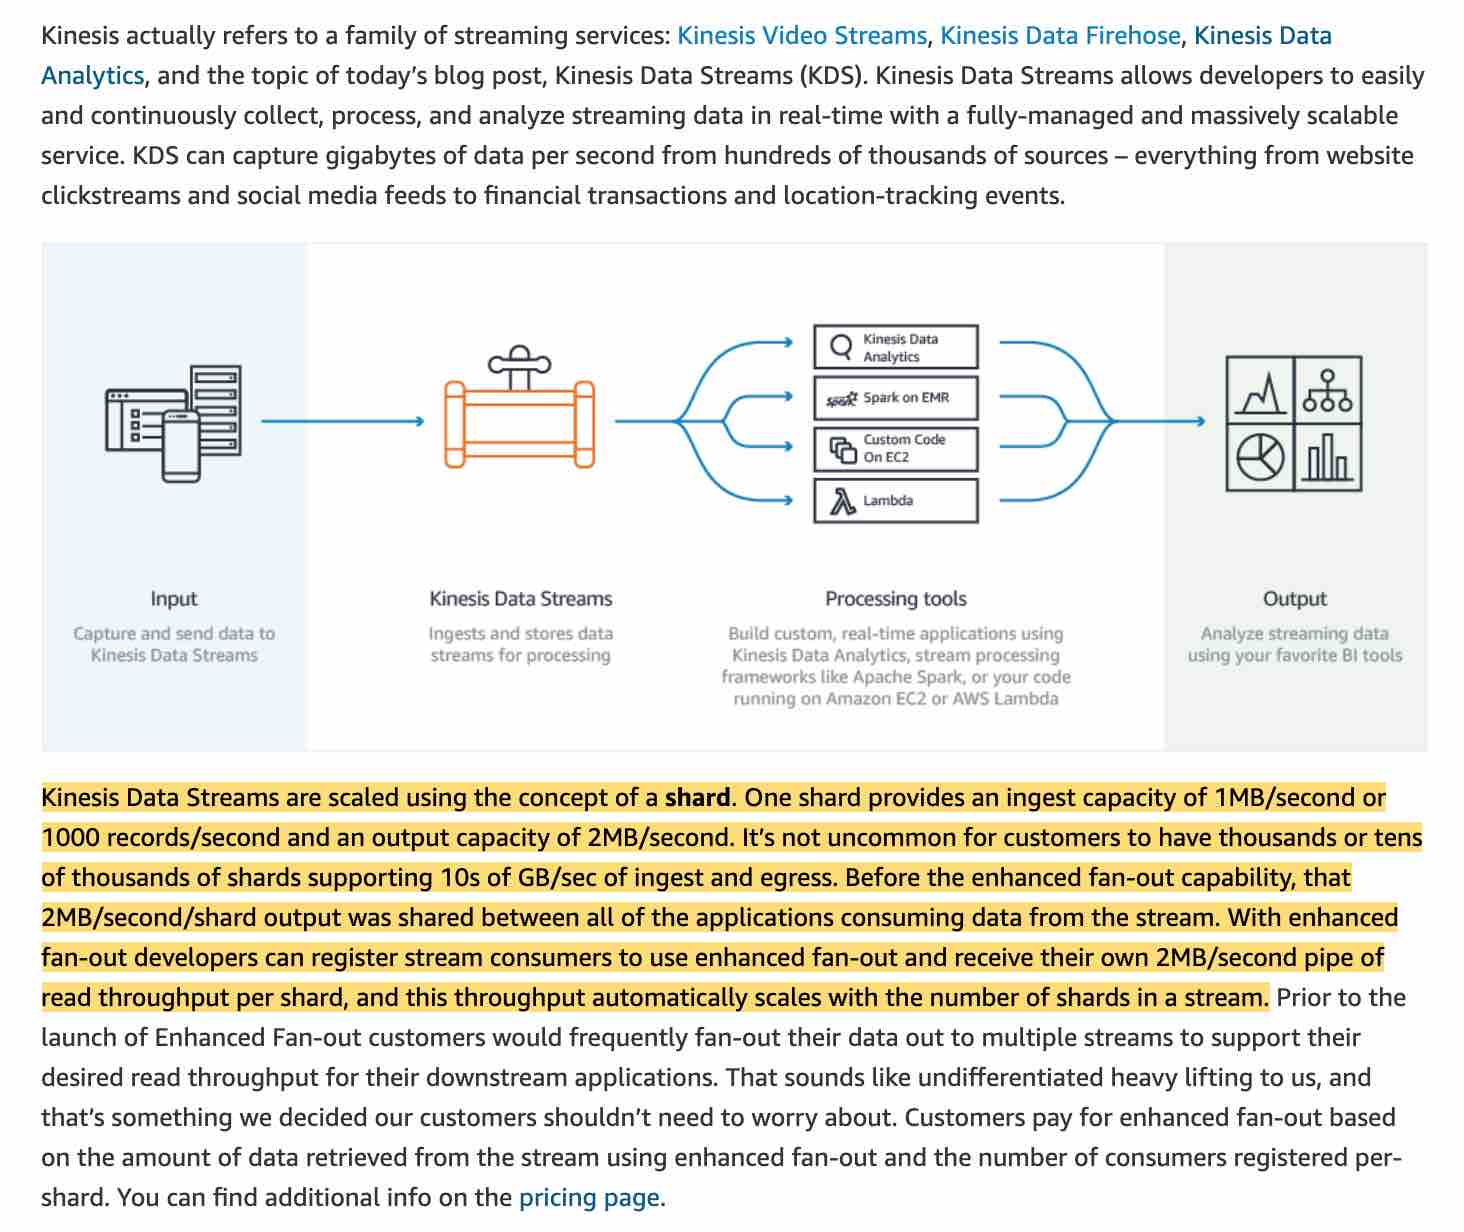 Kinesis actually refers to a family of streaming services: Kinesis Video Streams, Kinesis Data Firehose, Kinesis Data
Analytics, and the topic of today’s blog post, Kinesis Data Streams (KDS). Kinesis Data Streams allows developers to easily
and continuously collect, process, and analyze streaming data in real-time with a fully-managed and massively scalable
service. KDS can capture gigabytes of data per second from hundreds of thousands of sources – everything from website
clickstreams and social media feeds to financial transactions and location-tracking events.
Kinesis Data
Analytics
Spark
Spark on EMR
Custom Code
On EC2
Lambda
Input
Capture and send data to
Kinesis Data Streams
Kinesis Data Streams
Ingests and stores data
streams for processing
Processing tools
Build custom, real-time applications using
Kinesis Data Analytics, stream processing
frameworks like Apache Spark, or your code
running on Amazon EC2 or AWS Lambda
Output
Analyze streaming data
using your favorite BI tools
Kinesis Data Streams are scaled using the concept of a shard. One shard provides an ingest capacity of 1MB/second or
1000 records/second and an output capacity of 2MB/second. It’s not uncommon for customers to have thousands or tens
of thousands of shards supporting 10s of GB/sec of ingest and egress. Before the enhanced fan-out capability, that
2MB/second/shard output was shared between all of the applications consuming data from the stream. With enhanced
fan-out developers can register stream consumers to use enhanced fan-out and receive their own 2MB/second pipe of
read throughput per shard, and this throughput automatically scales with the number of shards in a stream. Prior to the
launch of Enhanced Fan-out customers would frequently fan-out their data out to multiple streams to support their
desired read throughput for their downstream applications. That sounds like undifferentiated heavy lifting to us, and
that’s something we decided our customers shouldn’t need to worry about. Customers pay for enhanced fan-out based
on the amount of data retrieved from the stream using enhanced fan-out and the number of consumers registered per-
shard. You can find additional info on the pricing page.